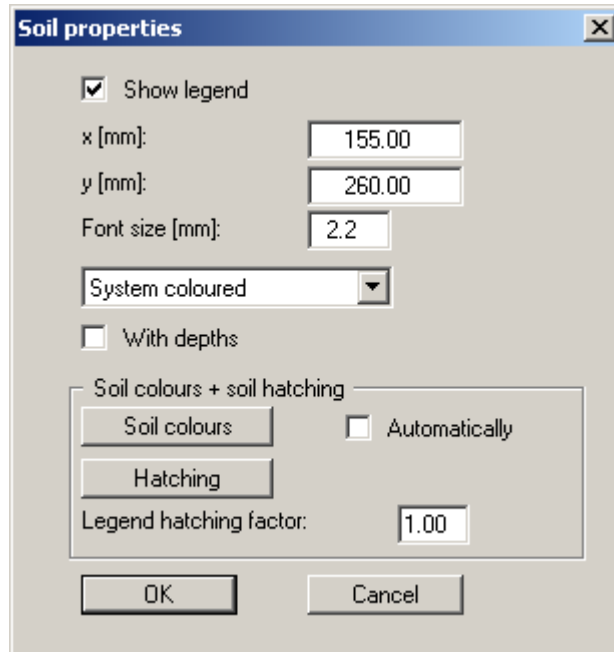 Soil properties
Show legend
x [mm]: 155.00
y [mm]: 260.00
Font size [mm]: 2.2
System coloured
With depths
Soil colours + soil hatching
Soil colours Automatically
Hatching
Legend hatching factor: 1.00
OK Cancel